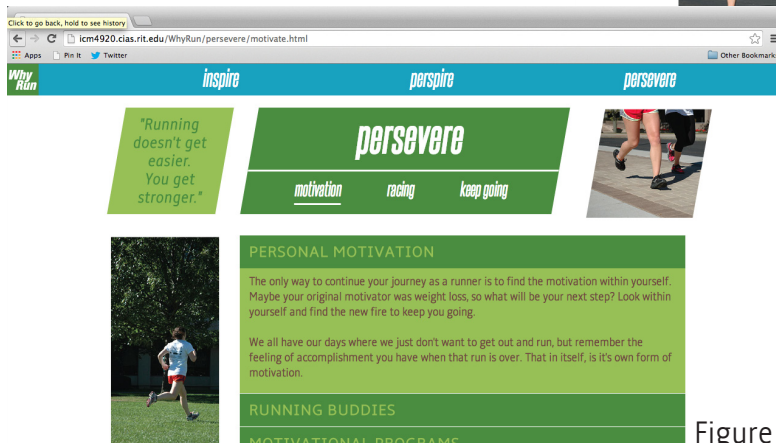 Click to go back, hold to see history
icm4920.cias.rit.edu/WhyRun/persevere/motivate.html
Apps Pin It Twitter Other Bookmark
Why
Run
inspire perspire persevere
"Running
doesn't get
easier.
You get
stronger."
persevere
motivation racing keep going
PERSONAL MOTIVATION
The only way to continue your journey as a runner is to find the motivation within yourself.
Maybe your original motivator was weight loss, so what will be your next step? Look within
yourself and find the new fire to keep you going.
We all have our days where we just don't want to get out and run, but remember the
feeling of accomplishment you have when that run is over. That in itself, is it's own form of
motivation.
RUNNING BUDDIES
MOTIVATIONAL PROGRAMS
Figure